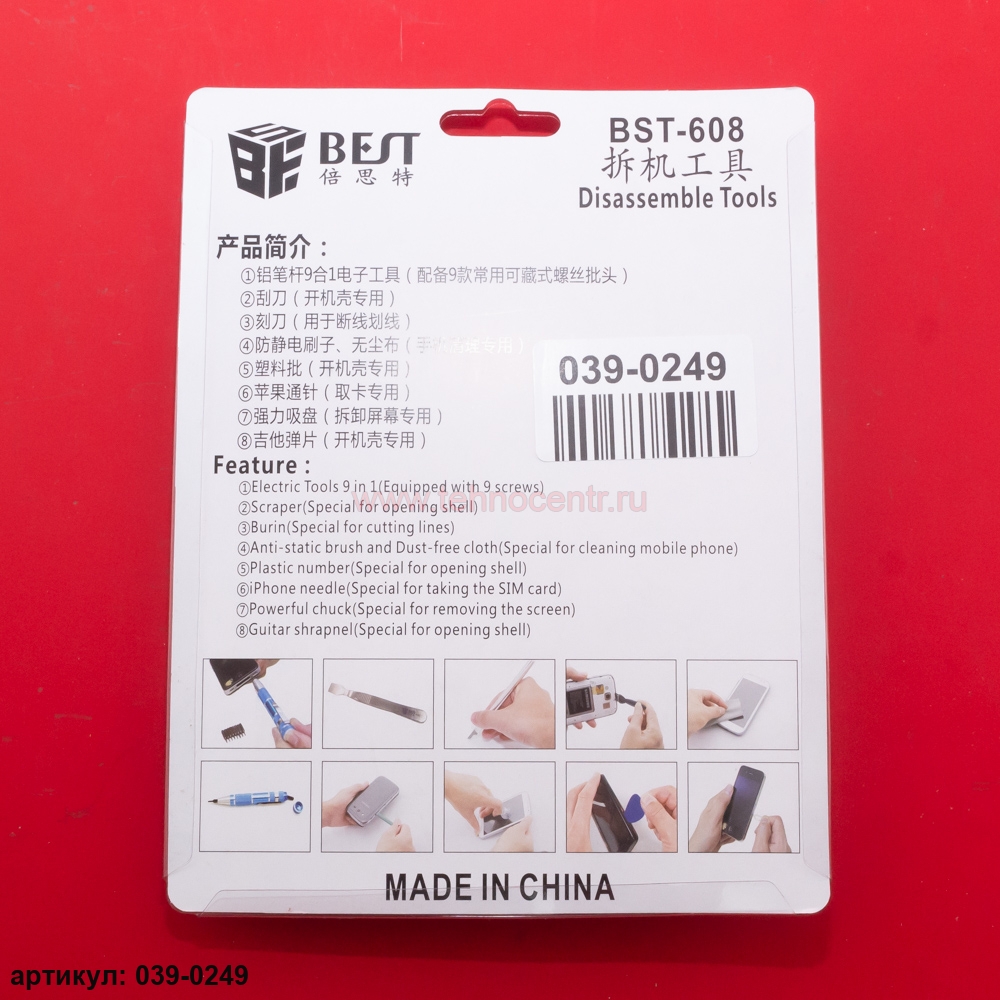 BSF
BEST
倍思特
BST-608
拆机工具
Disassemble Tools
产品简介：
①铝笔杆9合1电子工具（配备9款常用可藏式螺丝批头）
②刮刀（开机壳专用）
③刻刀（用于断线划线）
④防静电刷子、无尘布（专用）
⑤塑料批（开机壳专用）
⑥苹果通针（取卡专用）
⑦强力吸盘（拆卸屏幕专用）
⑧吉他弹片（开机壳专用）
039-0249
Feature :
①Electric Tools 9 in 1(Equipped with 9 screws)
②Scraper(Special for opening shell)
③Burin(Special for cutting lines)
④Anti-static brush and Dust-free cloth(Special for cleaning mobile phone)
⑤Plastic number(Special for opening shell)
⑥iPhone needle(Special for taking the SIM card)
⑦Powerful chuck(Special for removing the screen)
⑧Guitar shrapnel(Special for opening shell)
www.tehnocentr.ru
MADE IN CHINA
артикул: 039-0249